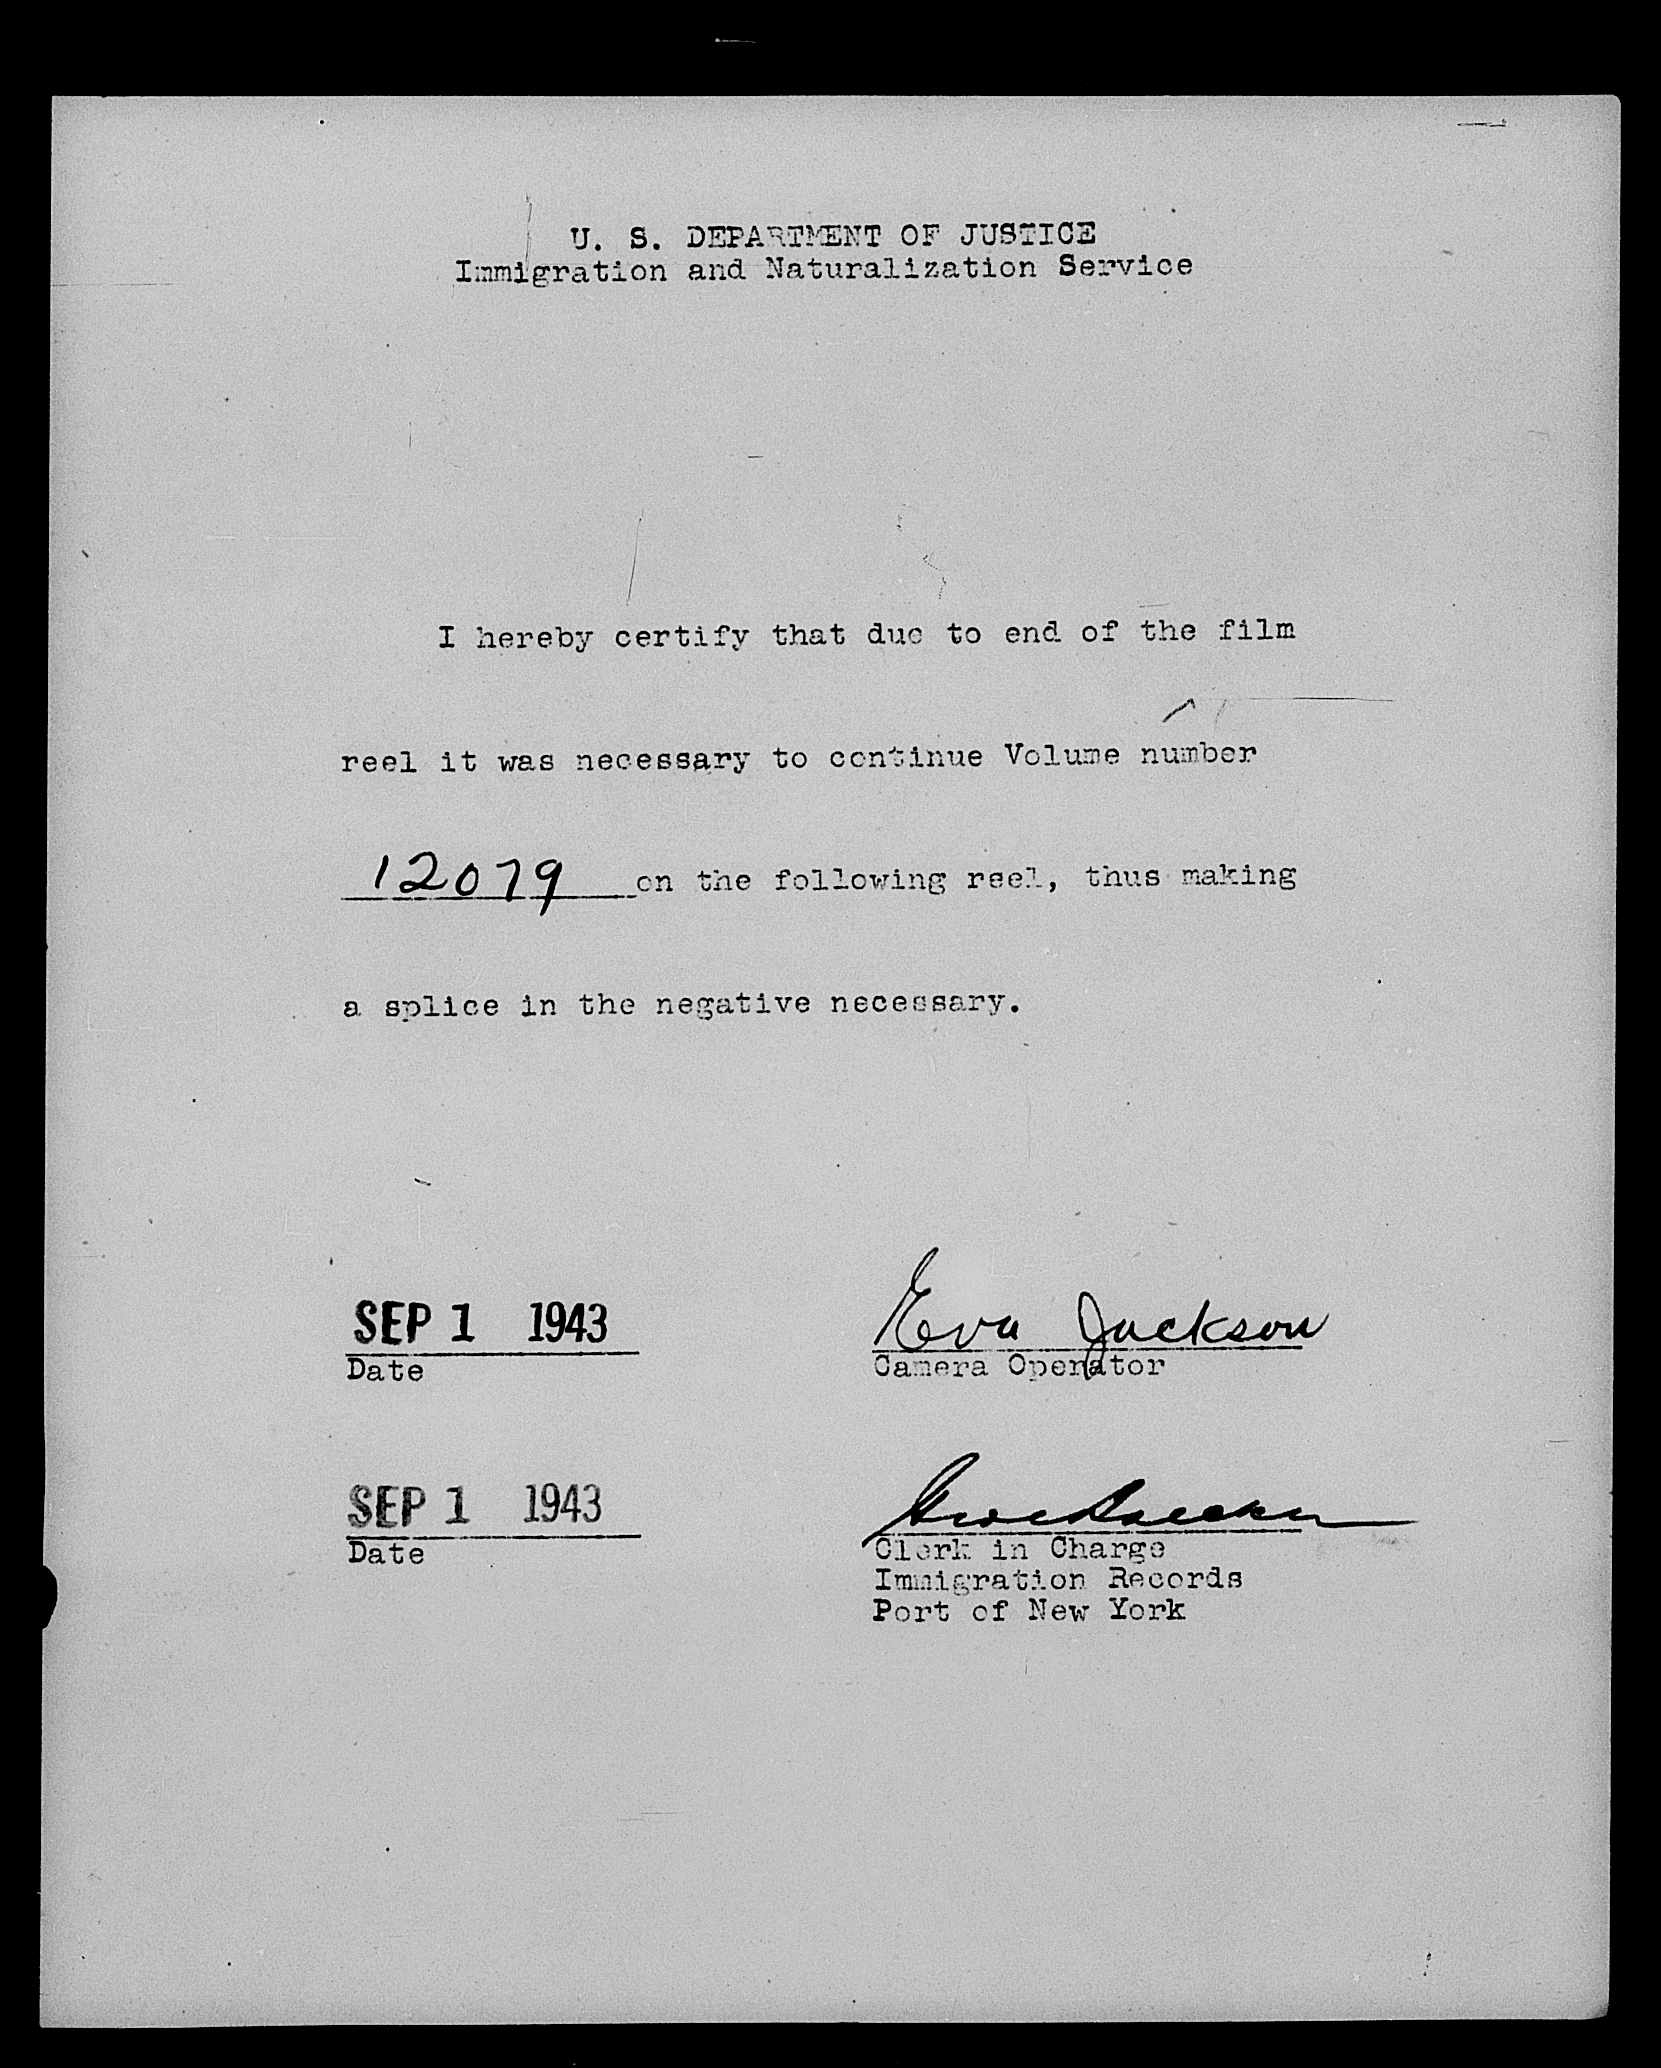 U. S. DEPARTMENT OF JUSTICE
Immigration and Naturalization Service
I hereby certify that due to end of the film
reel it was necessary to continue Volume number
12079 on the following reel, thus making
a splice in the negative necessary.
SEP 1 1943
Date
Eva Jackson
Camera Operator
SEP 1 1943
Date
Clerk in Charge
Immigration Records
Port of New York